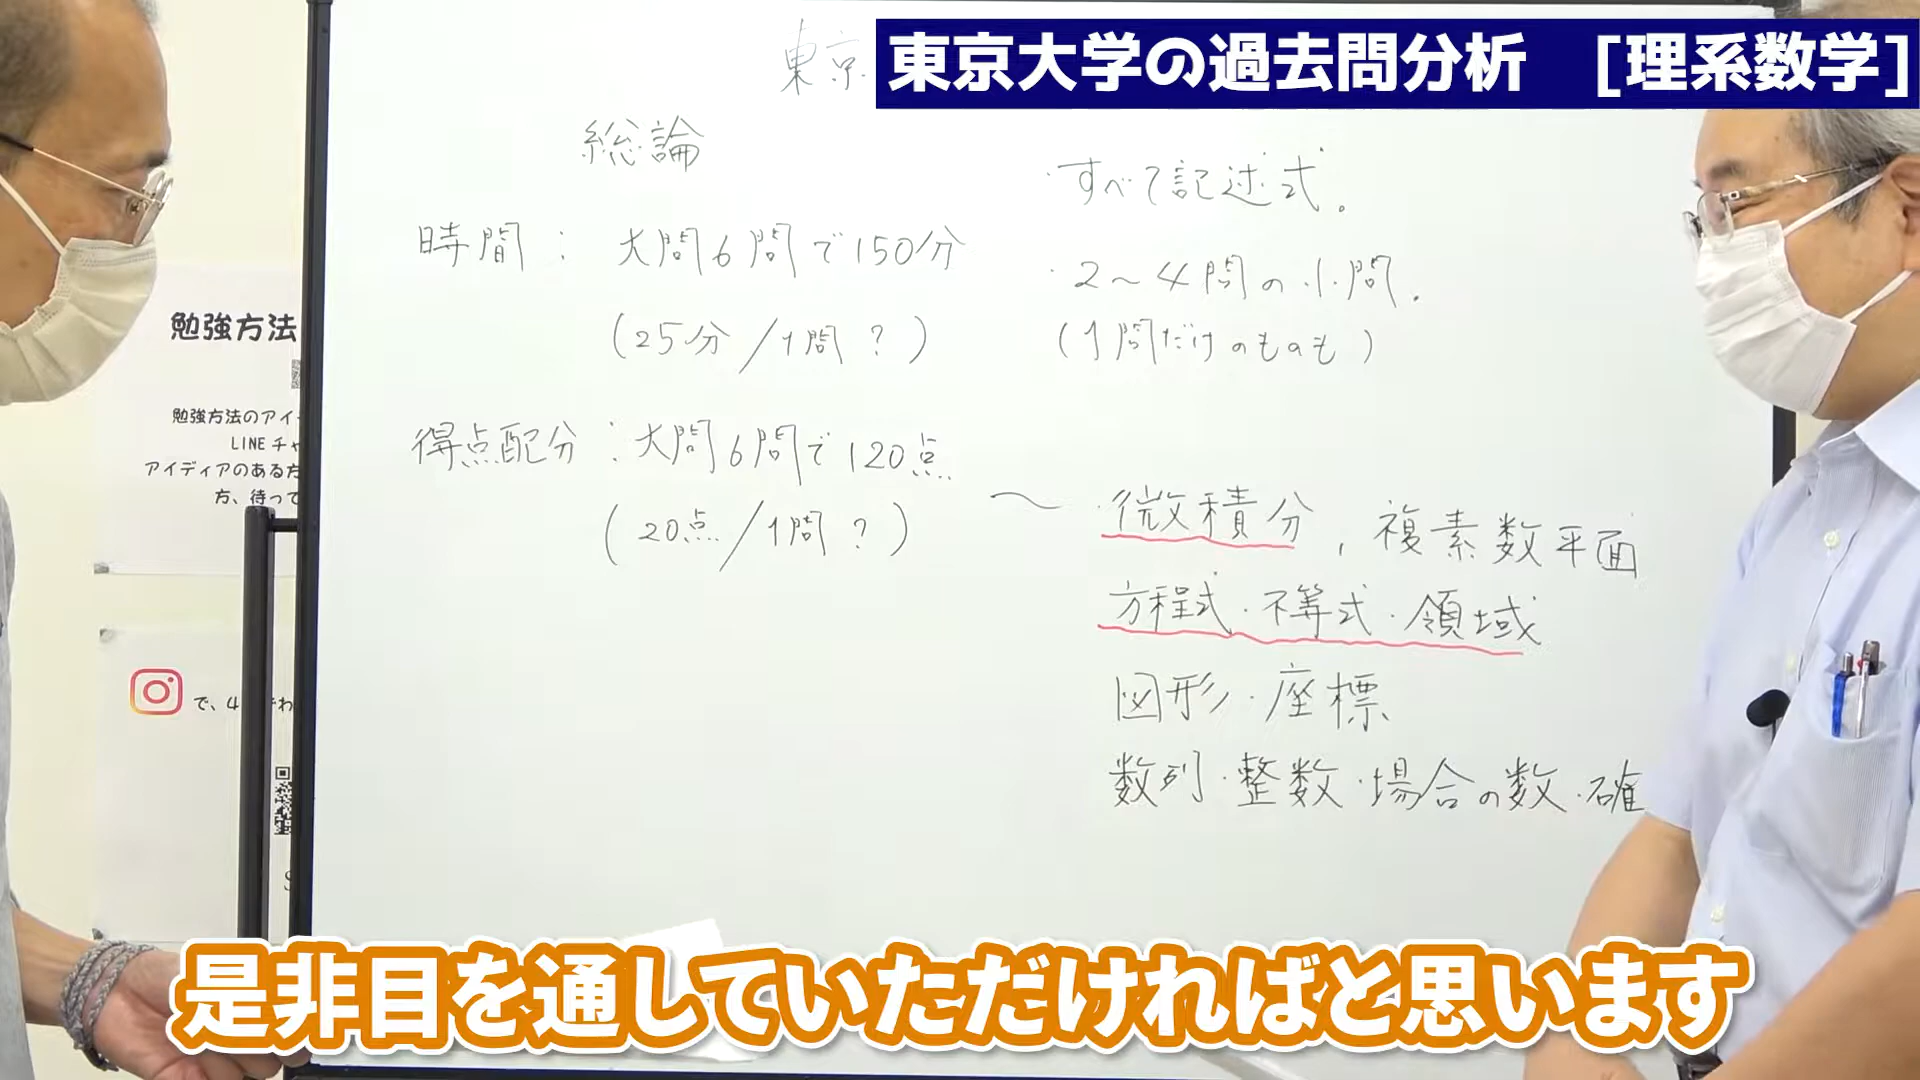 東京大学の過去問分析　[理系数学]
東京
総論
時間： 大問6問で150分
(25分/1問？)
得点配分：大問6問で120点
(20点/1問？)
・すべて記述式。
・2～4問の小問.
(1問だけのものも)
～・微積分, 複素数平面
方程式・不等式・領域
図形・座標
数列・整数・場合の数・確
勉強方法
勉強方法のアイ
LINEチャ
アイディアのある方
方、待って
で、4
是非目を通していただければと思います